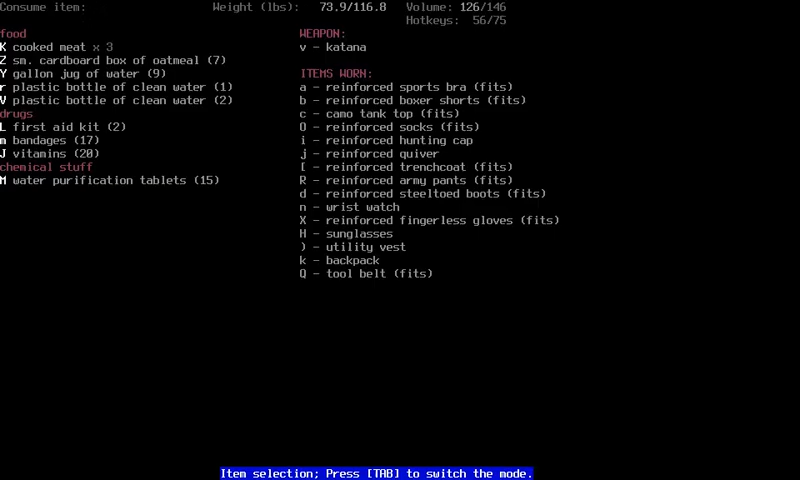 Consume item: Weight (lbs): 73.9/116.8 Volume: 126/146
Hotkeys: 56/75
food
K cooked meat x 3
Z sm. cardboard box of oatmeal (7)
Y gallon jug of water (9)
r plastic bottle of clean water (1)
V plastic bottle of clean water (2)
drugs
L first aid kit (2)
m bandages (17)
J vitamins (20)
chemical stuff
M water purification tablets (15)
WEAPON:
v - katana
ITEMS WORN:
a - reinforced sports bra (fits)
b - reinforced boxer shorts (fits)
c - camo tank top (fits)
O - reinforced socks (fits)
i - reinforced hunting cap
j - reinforced quiver
[ - reinforced trenchcoat (fits)
R - reinforced army pants (fits)
d - reinforced steeltoed boots (fits)
n - wrist watch
X - reinforced fingerless gloves (fits)
H - sunglasses
) - utility vest
k - backpack
Q - tool belt (fits)
Item selection; Press [TAB] to switch the mode.